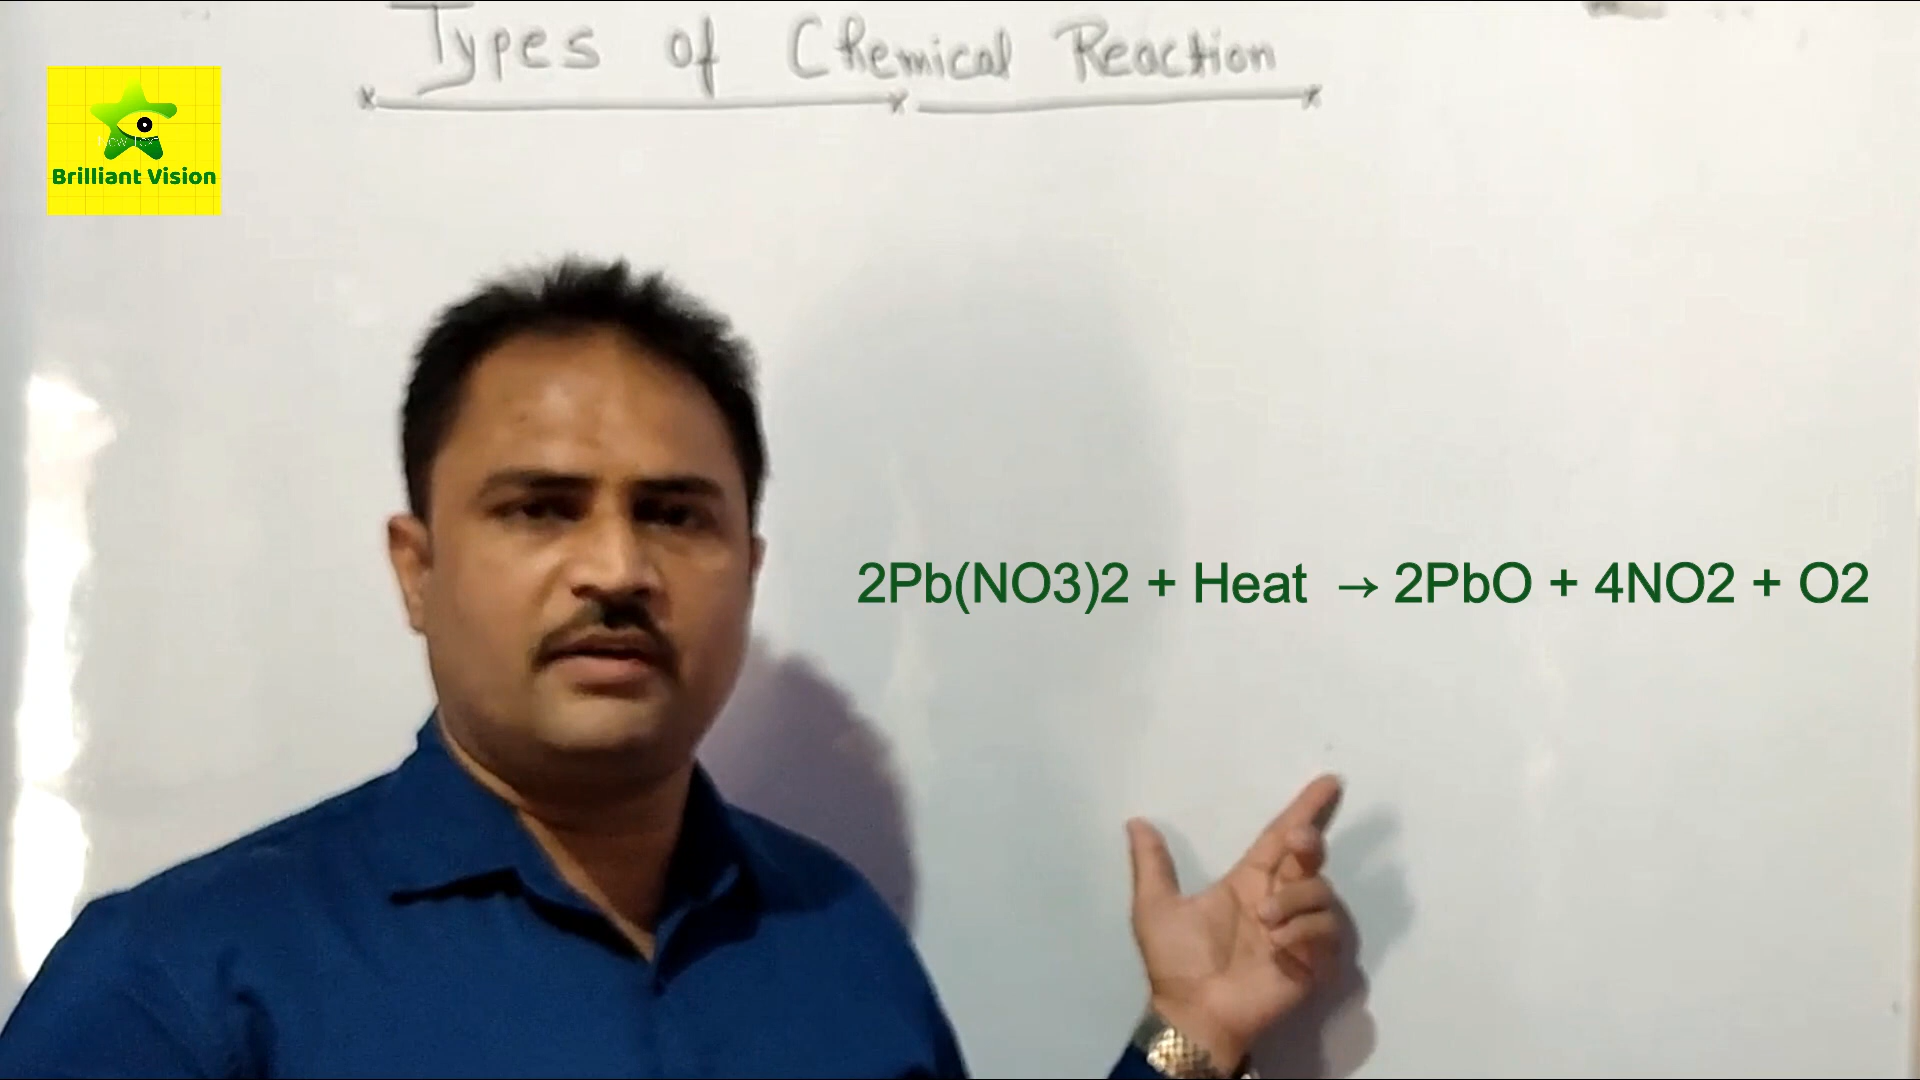 Types of Chemical Reaction
Brilliant Vision
2Pb(NO3)2 + Heat → 2PbO + 4NO2 + O2